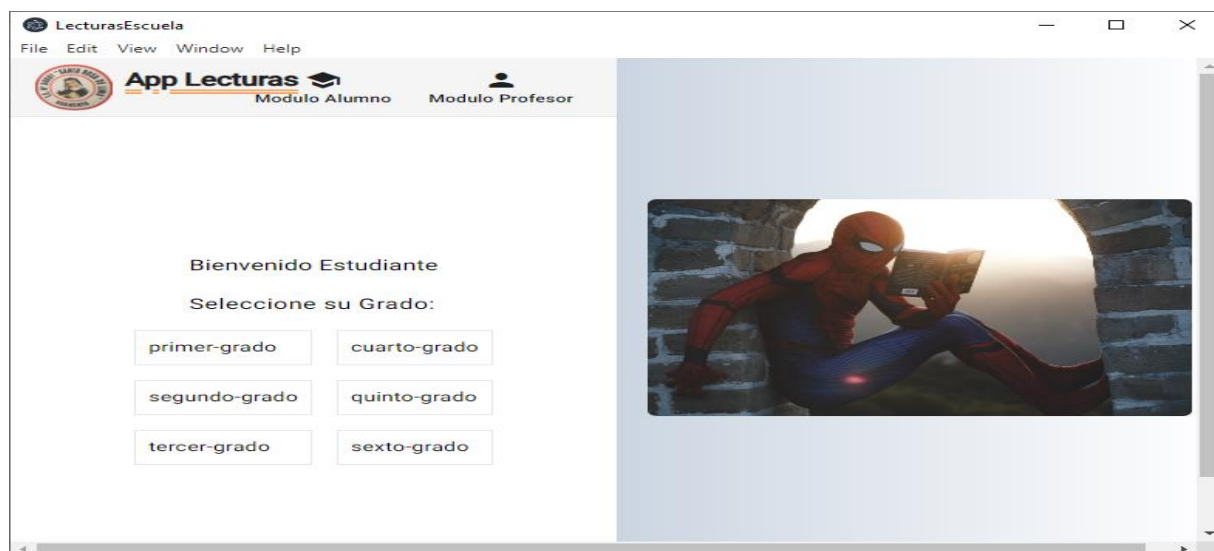 LecturasEscuela
File Edit View Window Help
App Lecturas
Modulo Alumno Modulo Profesor
Bienvenido Estudiante
Seleccione su Grado:
primer-grado cuarto-grado
segundo-grado quinto-grado
tercer-grado sexto-grado